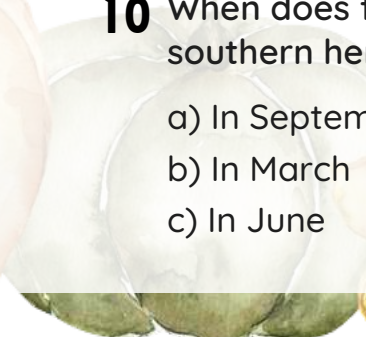 10 When does
southern
a) In
b) In March
c) In June